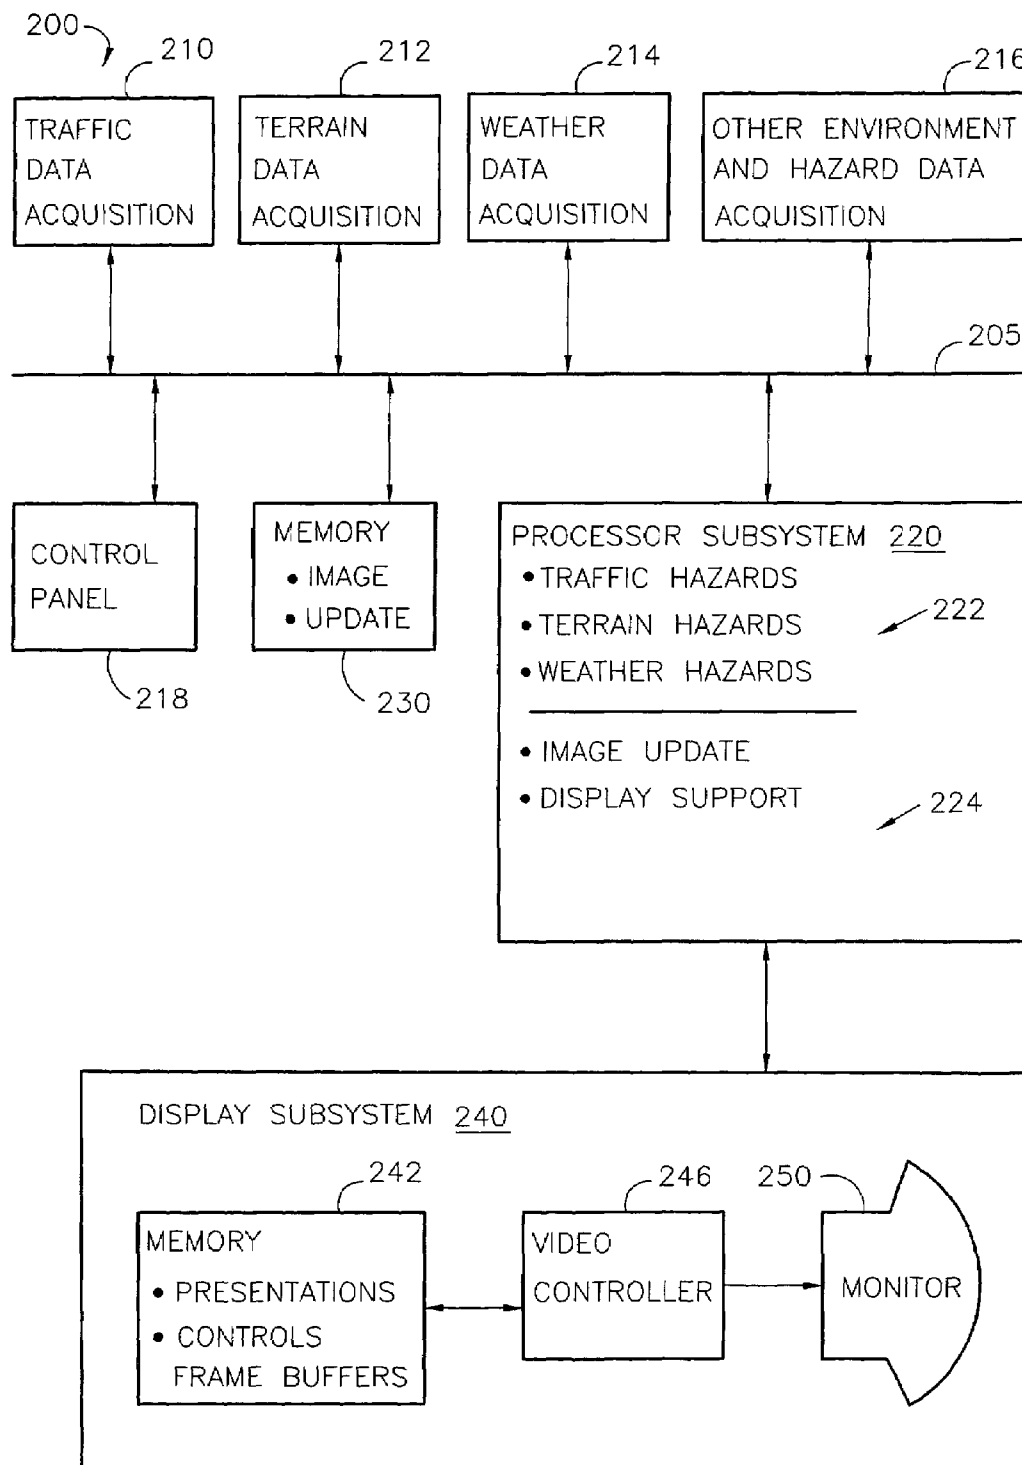 200
210
212
214
216
TRAFFIC
DATA
ACQUISITION
TERRAIN
DATA
ACQUISITION
WEATHER
DATA
ACQUISITION
OTHER ENVIRONMENT
AND HAZARD DATA
ACQUISITION
205
CONTROL
PANEL
218
MEMORY
• IMAGE
• UPDATE
230
PROCESSOR SUBSYSTEM 220
• TRAFFIC HAZARDS
• TERRAIN HAZARDS
• WEATHER HAZARDS
222
• IMAGE UPDATE
• DISPLAY SUPPORT
224
DISPLAY SUBSYSTEM 240
242
MEMORY
• PRESENTATIONS
• CONTROLS
FRAME BUFFERS
246
VIDEO
CONTROLLER
250
MONITOR